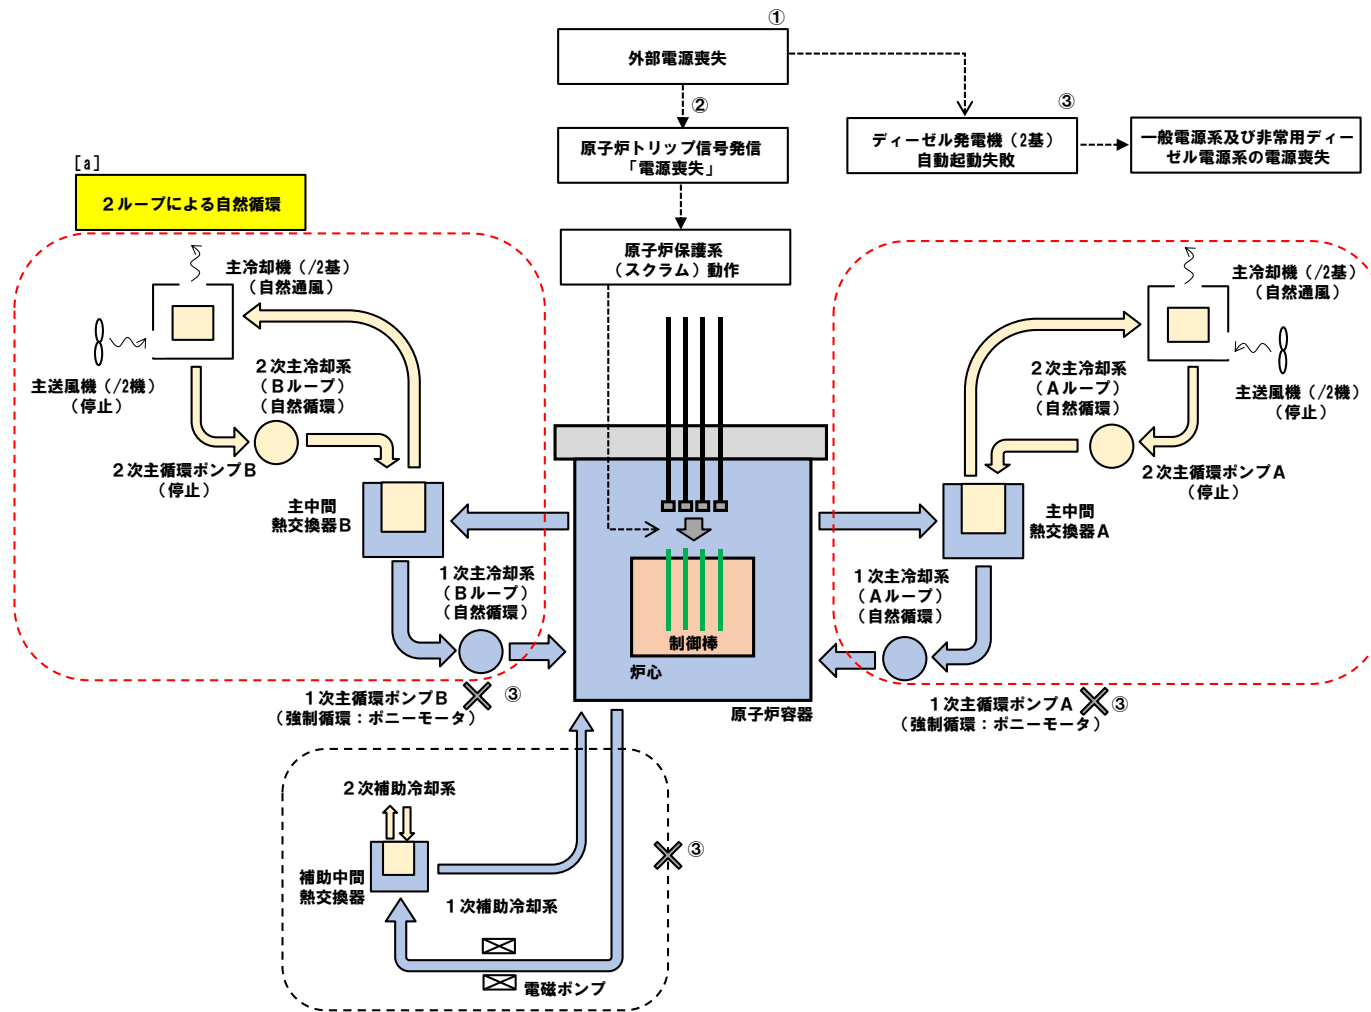 ①
外部電源喪失
②
③
原子炉トリップ信号発信
「電源喪失」
ディーゼル発電機（2基）
自動起動失敗
一般電源系及び非常用ディー
ゼル電源系の電源喪失
[a]
２ループによる自然循環
原子炉保護系
（スクラム）動作
主冷却機（/2基）
（自然通風）
主送風機（/2機）
（停止）
２次主冷却系
（Ｂループ）
（自然循環）
２次主循環ポンプＢ
（停止）
主中間
熱交換器Ｂ
１次主冷却系
（Ｂループ）
（自然循環）
１次主循環ポンプＢ
（強制循環：ポニーモータ）
③
制御棒
炉心
原子炉容器
主冷却機（/2基）
（自然通風）
主送風機（/2機）
（停止）
２次主冷却系
（Ａループ）
（自然循環）
２次主循環ポンプＡ
（停止）
主中間
熱交換器Ａ
１次主冷却系
（Ａループ）
（自然循環）
１次主循環ポンプＡ
（強制循環：ポニーモータ）
③
２次補助冷却系
補助中間
熱交換器
１次補助冷却系
電磁ポンプ
③